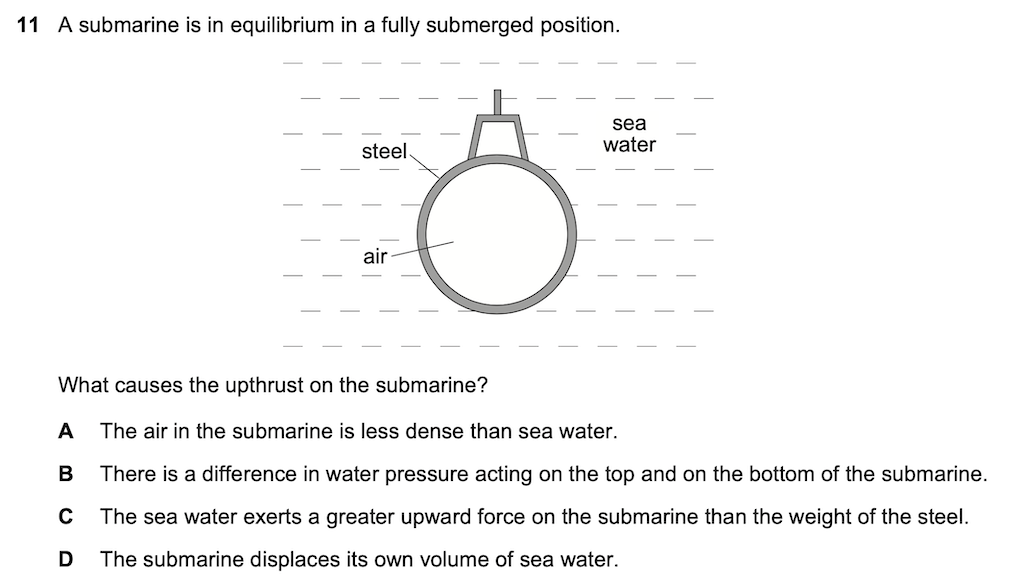 11 A submarine is in equilibrium in a fully submerged position.
sea
water
steel
air
What causes the upthrust on the submarine?
A The air in the submarine is less dense than sea water.
B There is a difference in water pressure acting on the top and on the bottom of the submarine.
C The sea water exerts a greater upward force on the submarine than the weight of the steel.
D The submarine displaces its own volume of sea water.